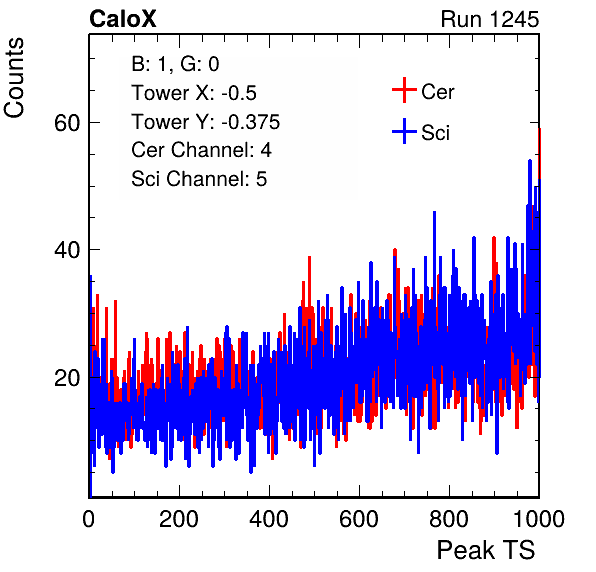 CaloX
Run 1245
Counts
B: 1, G: 0
Tower X: -0.5
Tower Y: -0.375
Cer Channel: 4
Sci Channel: 5
Cer
Sci
60
40
20
0 200 400 600 800 1000
Peak TS